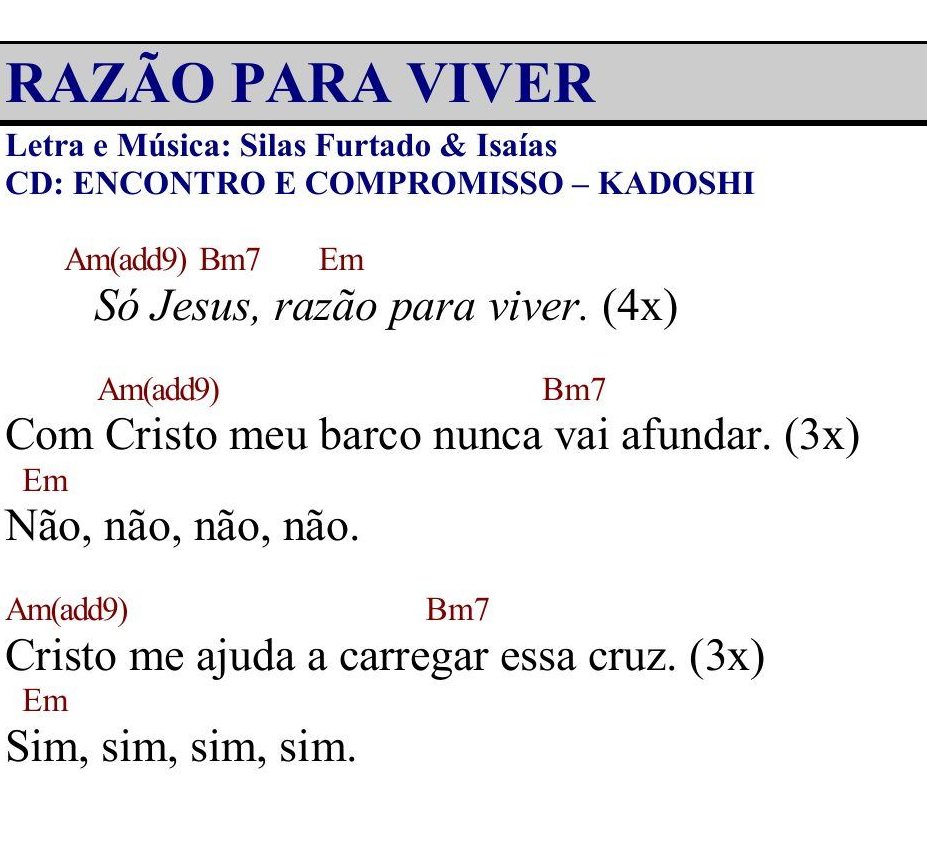 RAZÃO PARA VIVER
Letra e Música: Silas Furtado & Isaías
CD: ENCONTRO E COMPROMISSO – KADOSHI
Am(add9) Bm7 Em
Só Jesus, razão para viver. (4x)
Am(add9) Bm7
Com Cristo meu barco nunca vai afundar. (3x)
Em
Não, não, não, não.
Am(add9) Bm7
Cristo me ajuda a carregar essa cruz. (3x)
Em
Sim, sim, sim, sim.